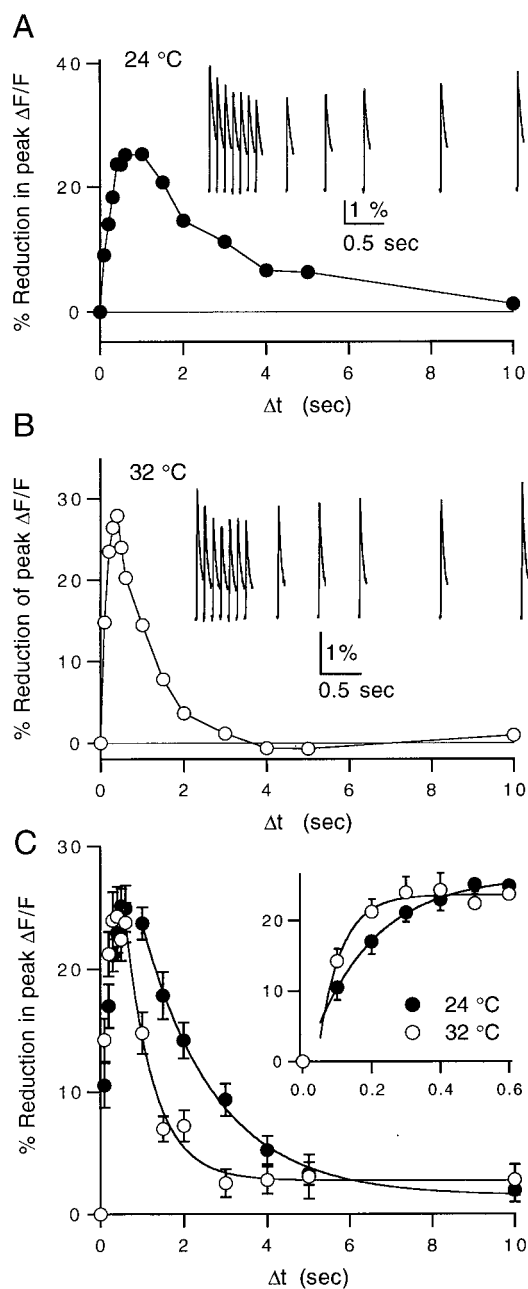 A
24 °C
% Reduction in peak ΔF/F
40
20
0
1 %
0.5 sec
0 2 4 6 8 10
Δt (sec)
B
32 °C
% Reduction of peak ΔF/F
30
20
10
0
1%
0.5 sec
0 2 4 6 8 10
Δt (sec)
C
% Reduction in peak ΔF/F
30
20
10
0
20
10
0
24 °C
32 °C
0.0 0.2 0.4 0.6
0 2 4 6 8 10
Δt (sec)